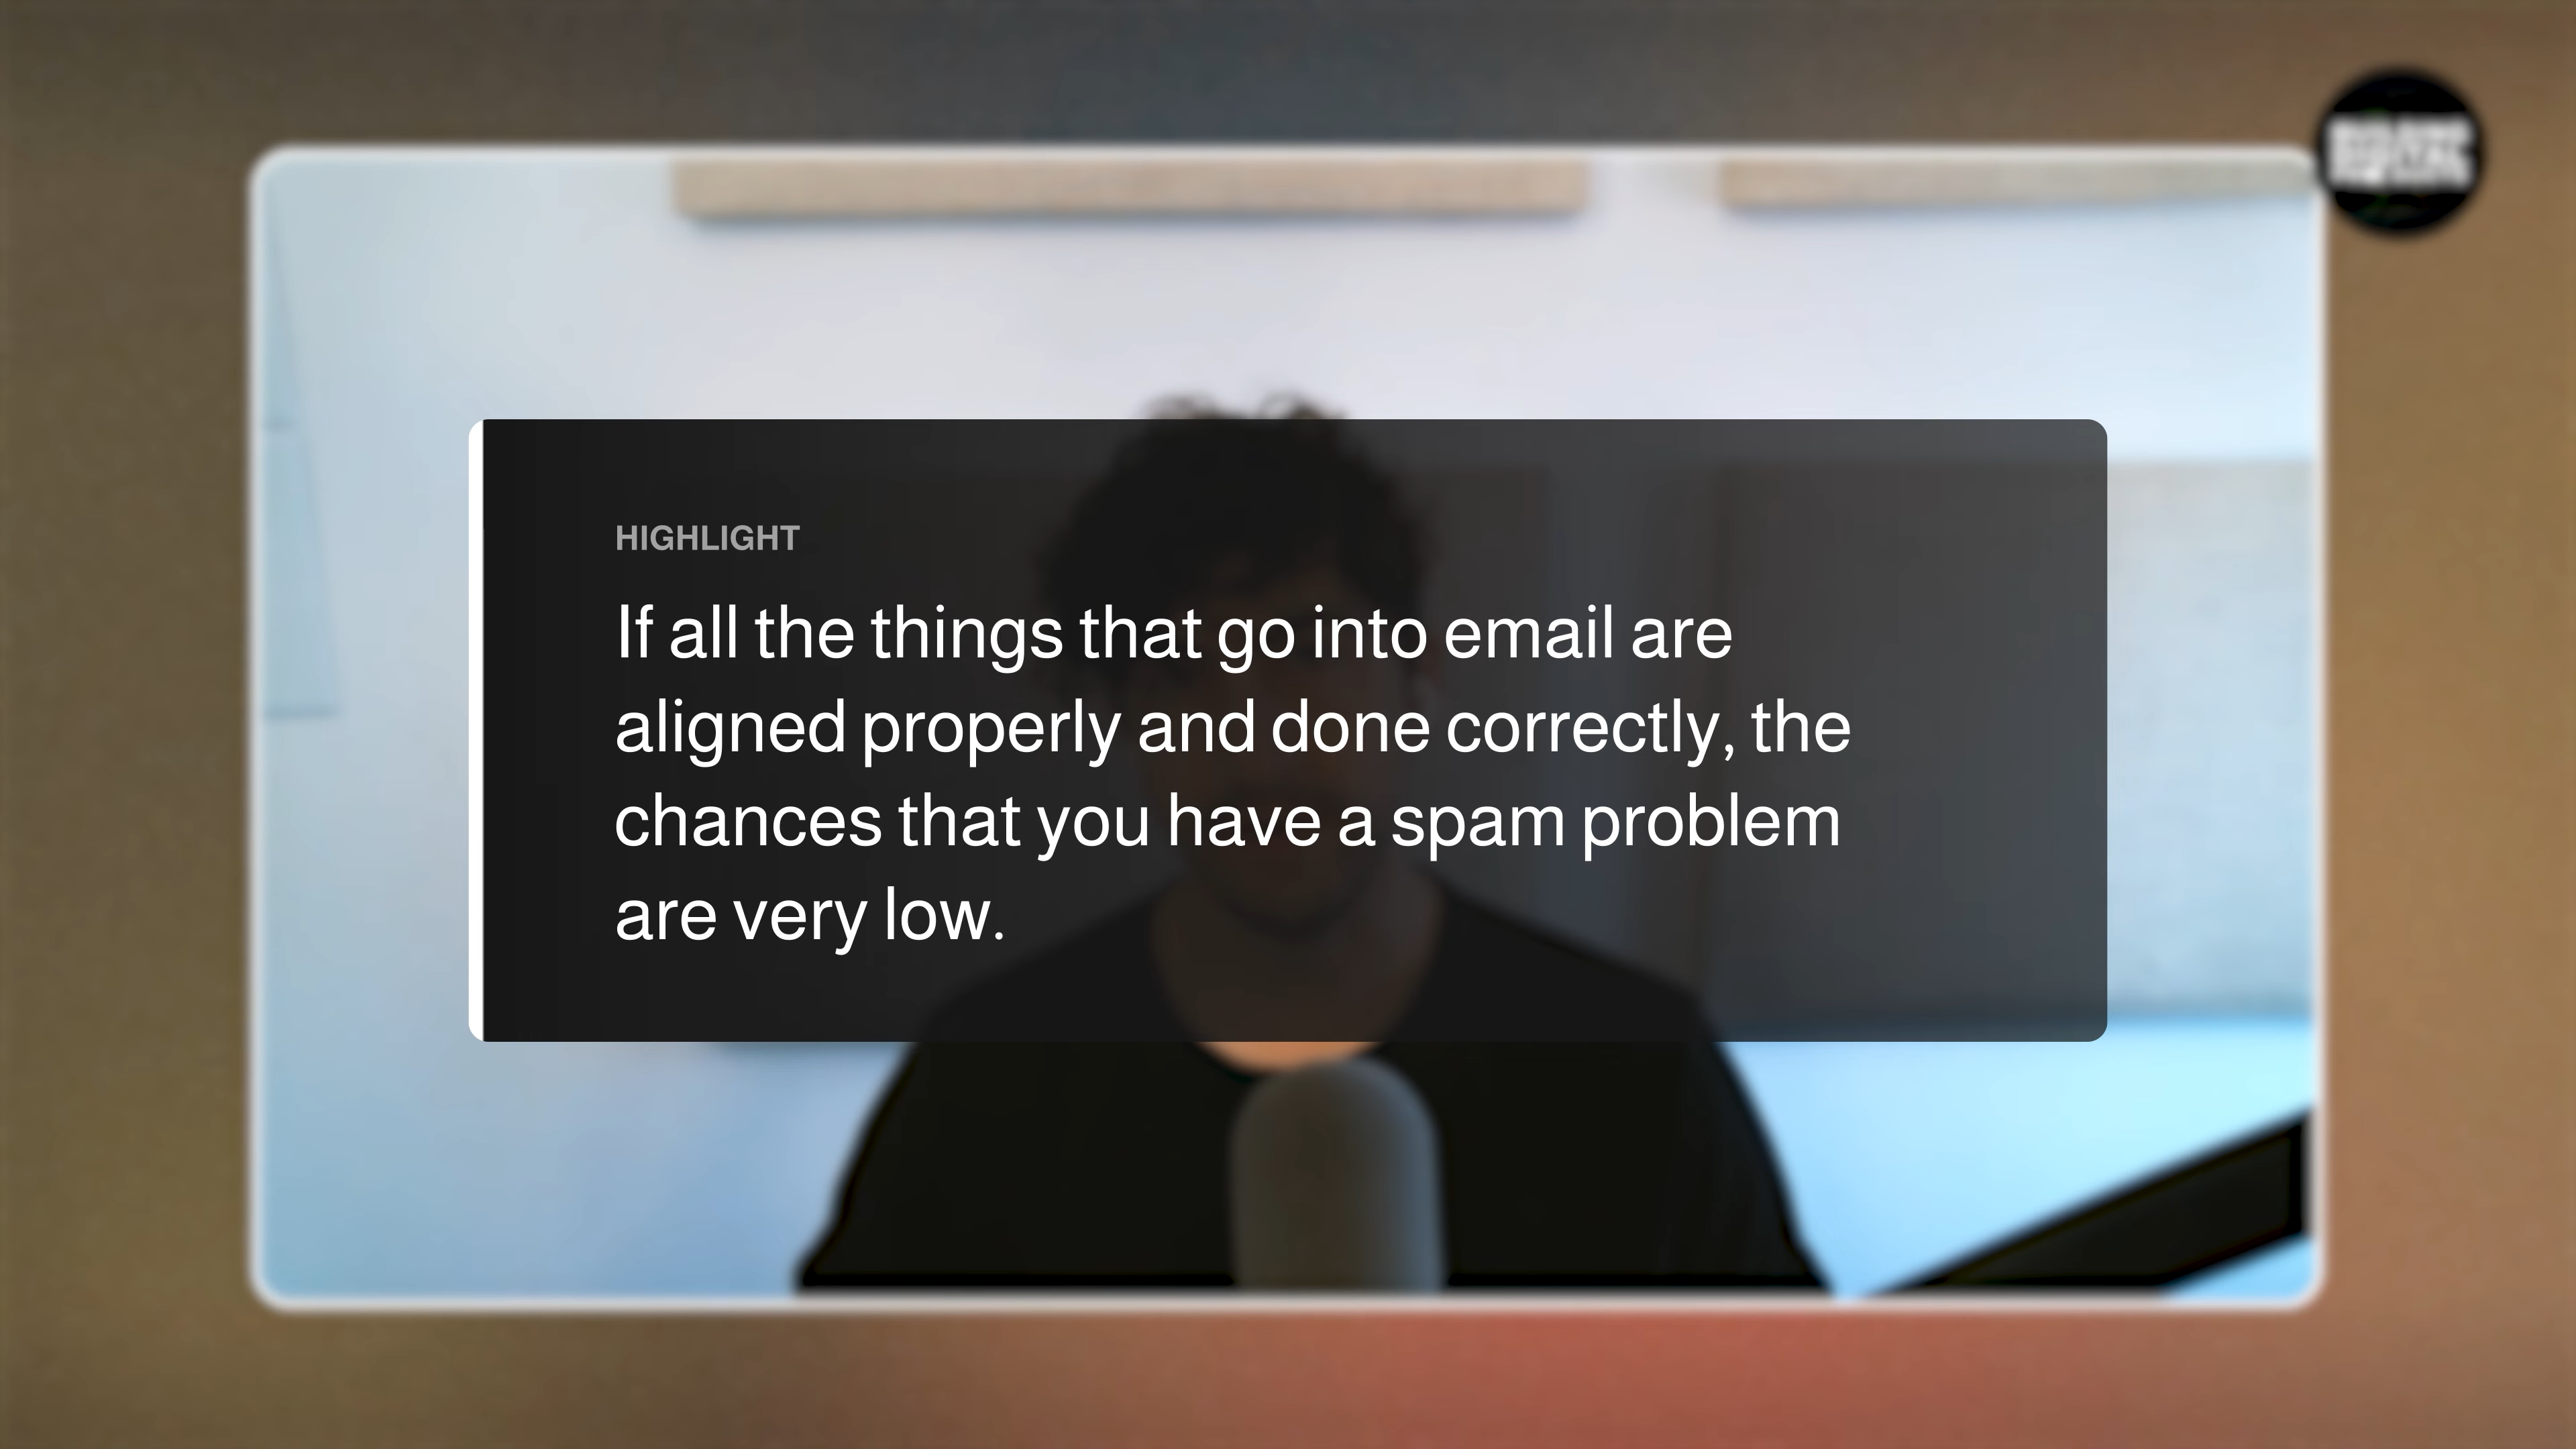 HIGHLIGHT
If all the things that go into email are
aligned properly and done correctly, the
chances that you have a spam problem
are very low.